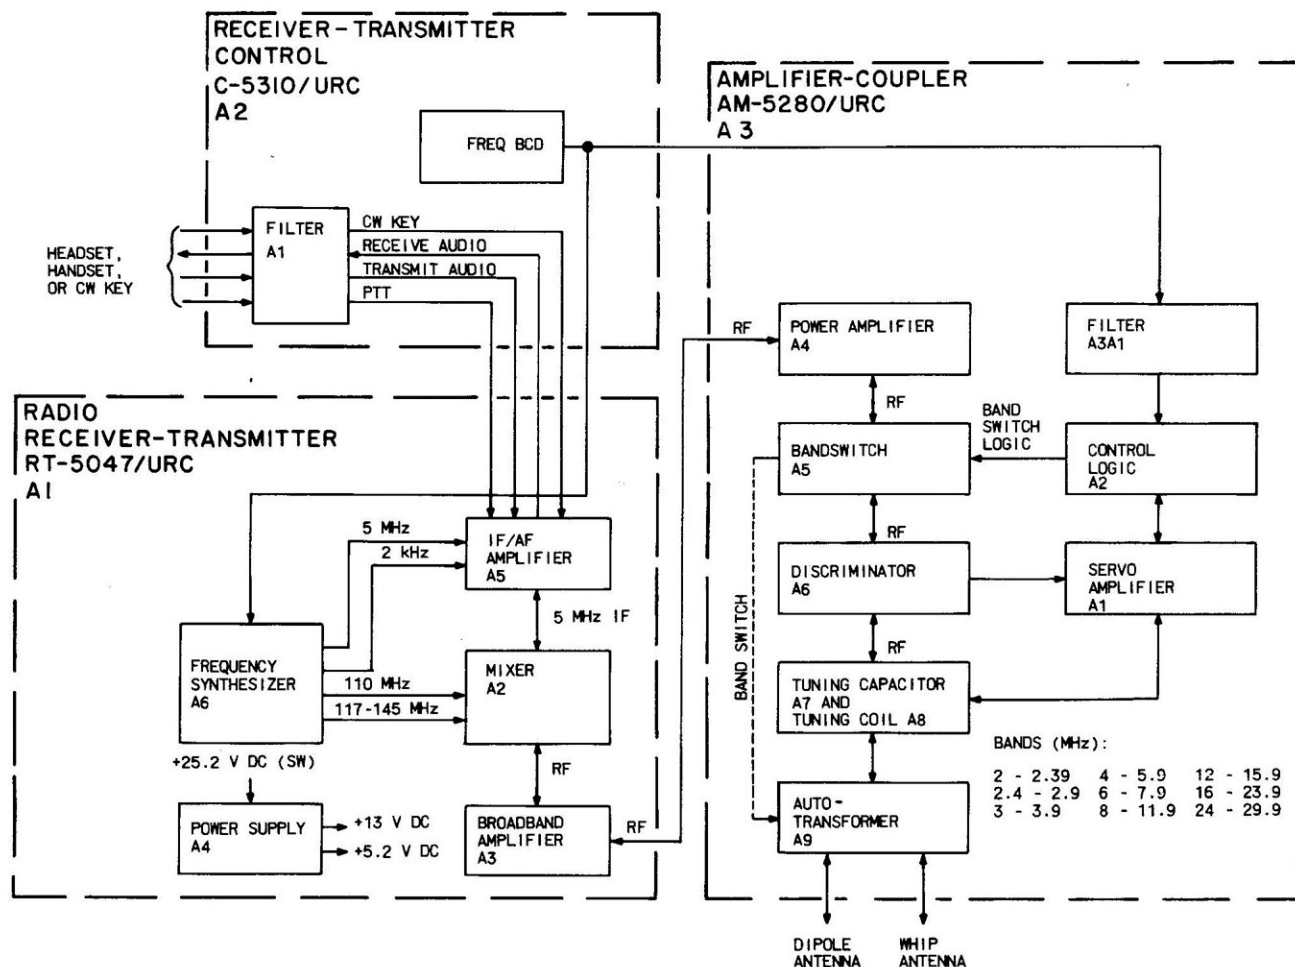 RECEIVER-TRANSMITTER
CONTROL
C-5310/URC
A2
FREQ BCD
FILTER
A1
CW KEY
RECEIVE AUDIO
TRANSMIT AUDIO
PTT
HEADSET,
HANDSET,
OR CW KEY
AMPLIFIER-COUPLER
AM-5280/URC
A3
RF
POWER AMPLIFIER
A4
FILTER
A3A1
RF
BAND
SWITCH
LOGIC
BANDSWITCH
A5
CONTROL
LOGIC
A2
RF
DISCRIMINATOR
A6
SERVO
AMPLIFIER
A1
BAND SWITCH
RF
TUNING CAPACITOR
A7 AND
TUNING COIL A8
BANDS (MHz):
2 - 2.39 4 - 5.9 12 - 15.9
2.4 - 2.9 6 - 7.9 16 - 23.9
3 - 3.9 8 - 11.9 24 - 29.9
AUTO-
TRANSFORMER
A9
DIPOLE
ANTENNA
WHIP
ANTENNA
RADIO
RECEIVER-TRANSMITTER
RT-5047/URC
A1
5 MHz
2 kHz
IF/AF
AMPLIFIER
A5
5 MHz IF
FREQUENCY
SYNTHESIZER
A6
110 MHz
117-145 MHz
MIXER
A2
+25.2 V DC (SW)
RF
POWER SUPPLY
A4
+13 V DC
+5.2 V DC
BROADBAND
AMPLIFIER
A3
RF